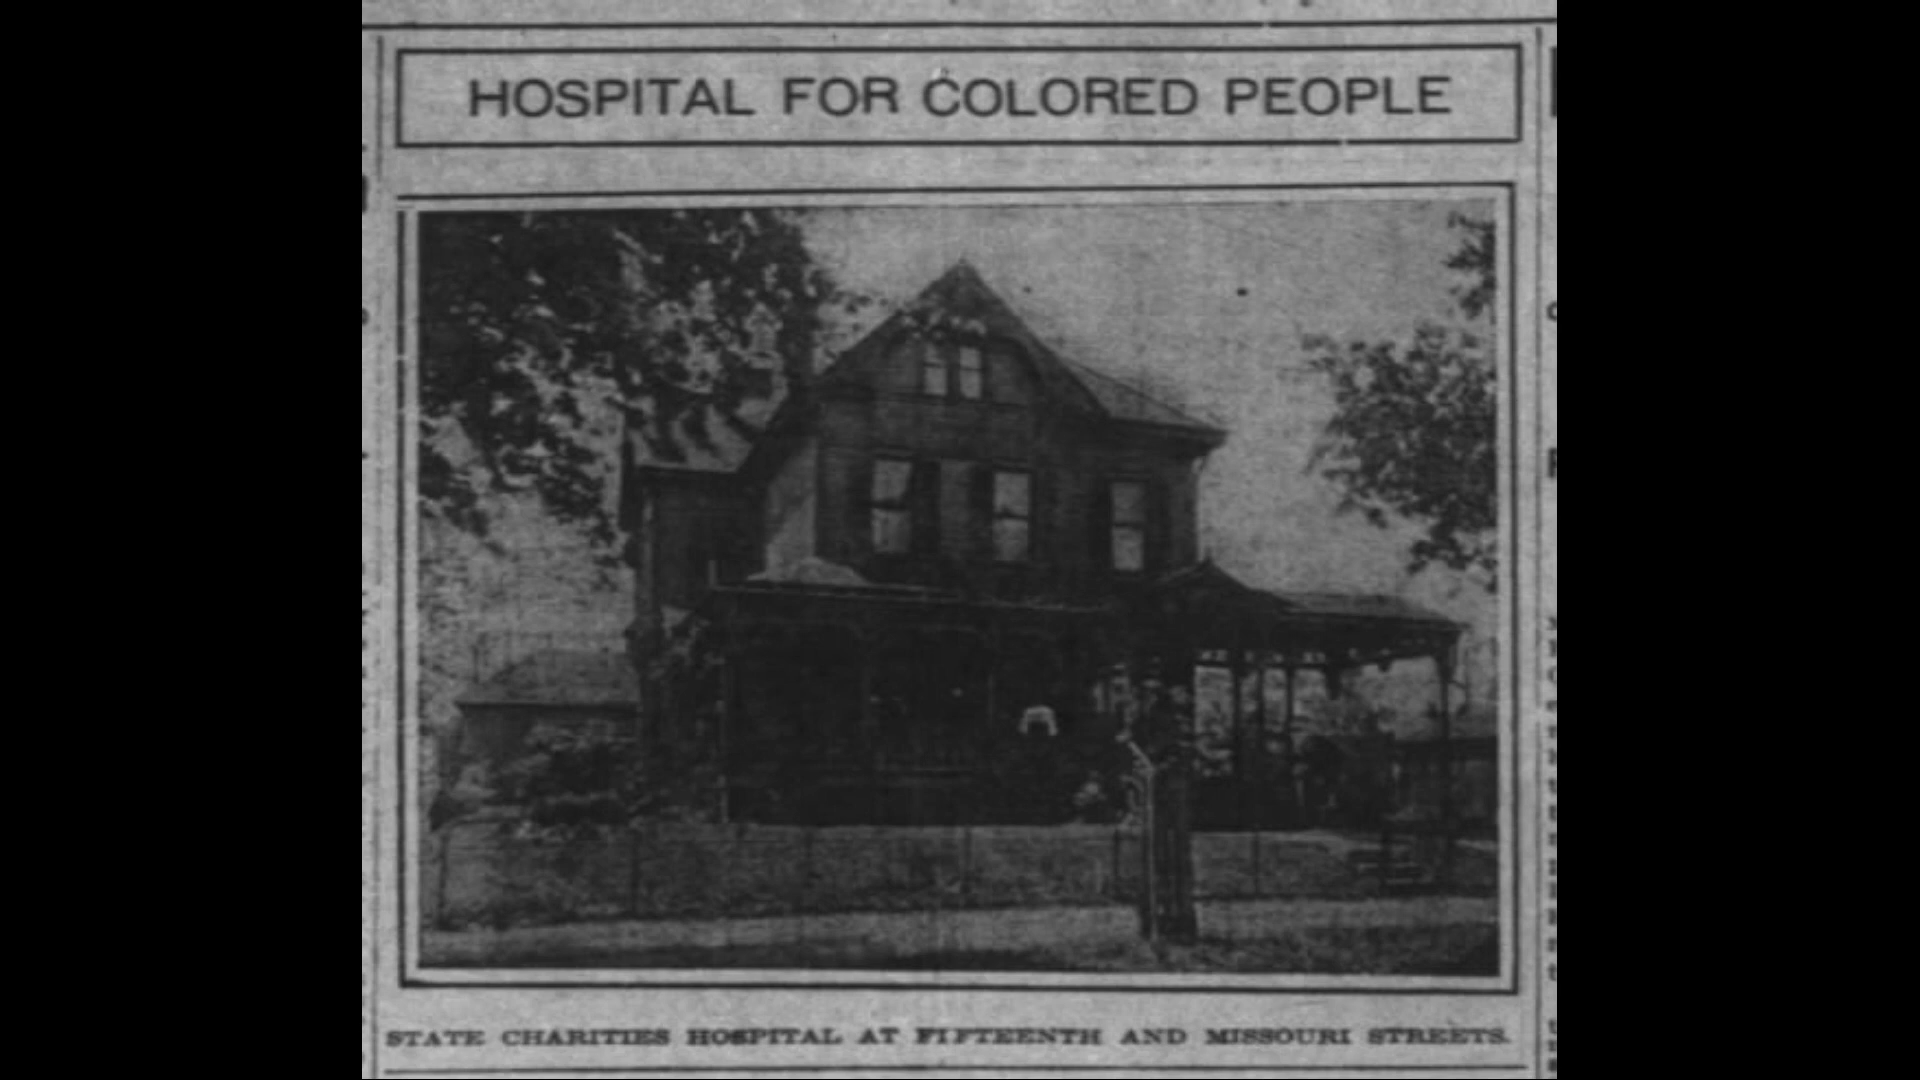 HOSPITAL FOR COLORED PEOPLE
STATE CHARITIES HOSPITAL AT FIFTEENTH AND MISSOURI STREETS.